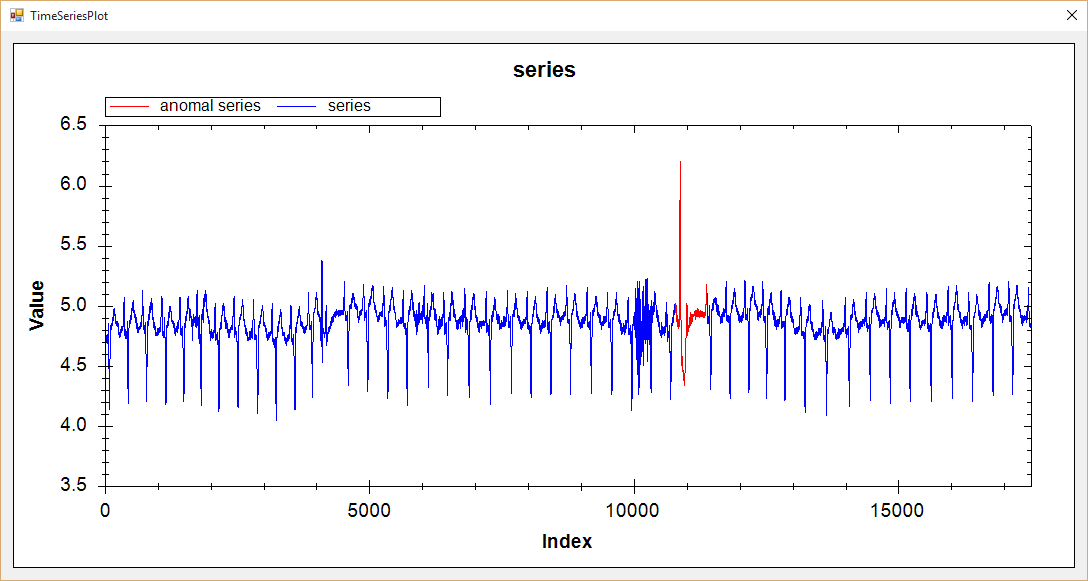 TimeSeriesPlot
series
anomal series series
6.5
6.0
5.5
5.0
4.5
4.0
3.5
Value
0 5000 10000 15000
Index